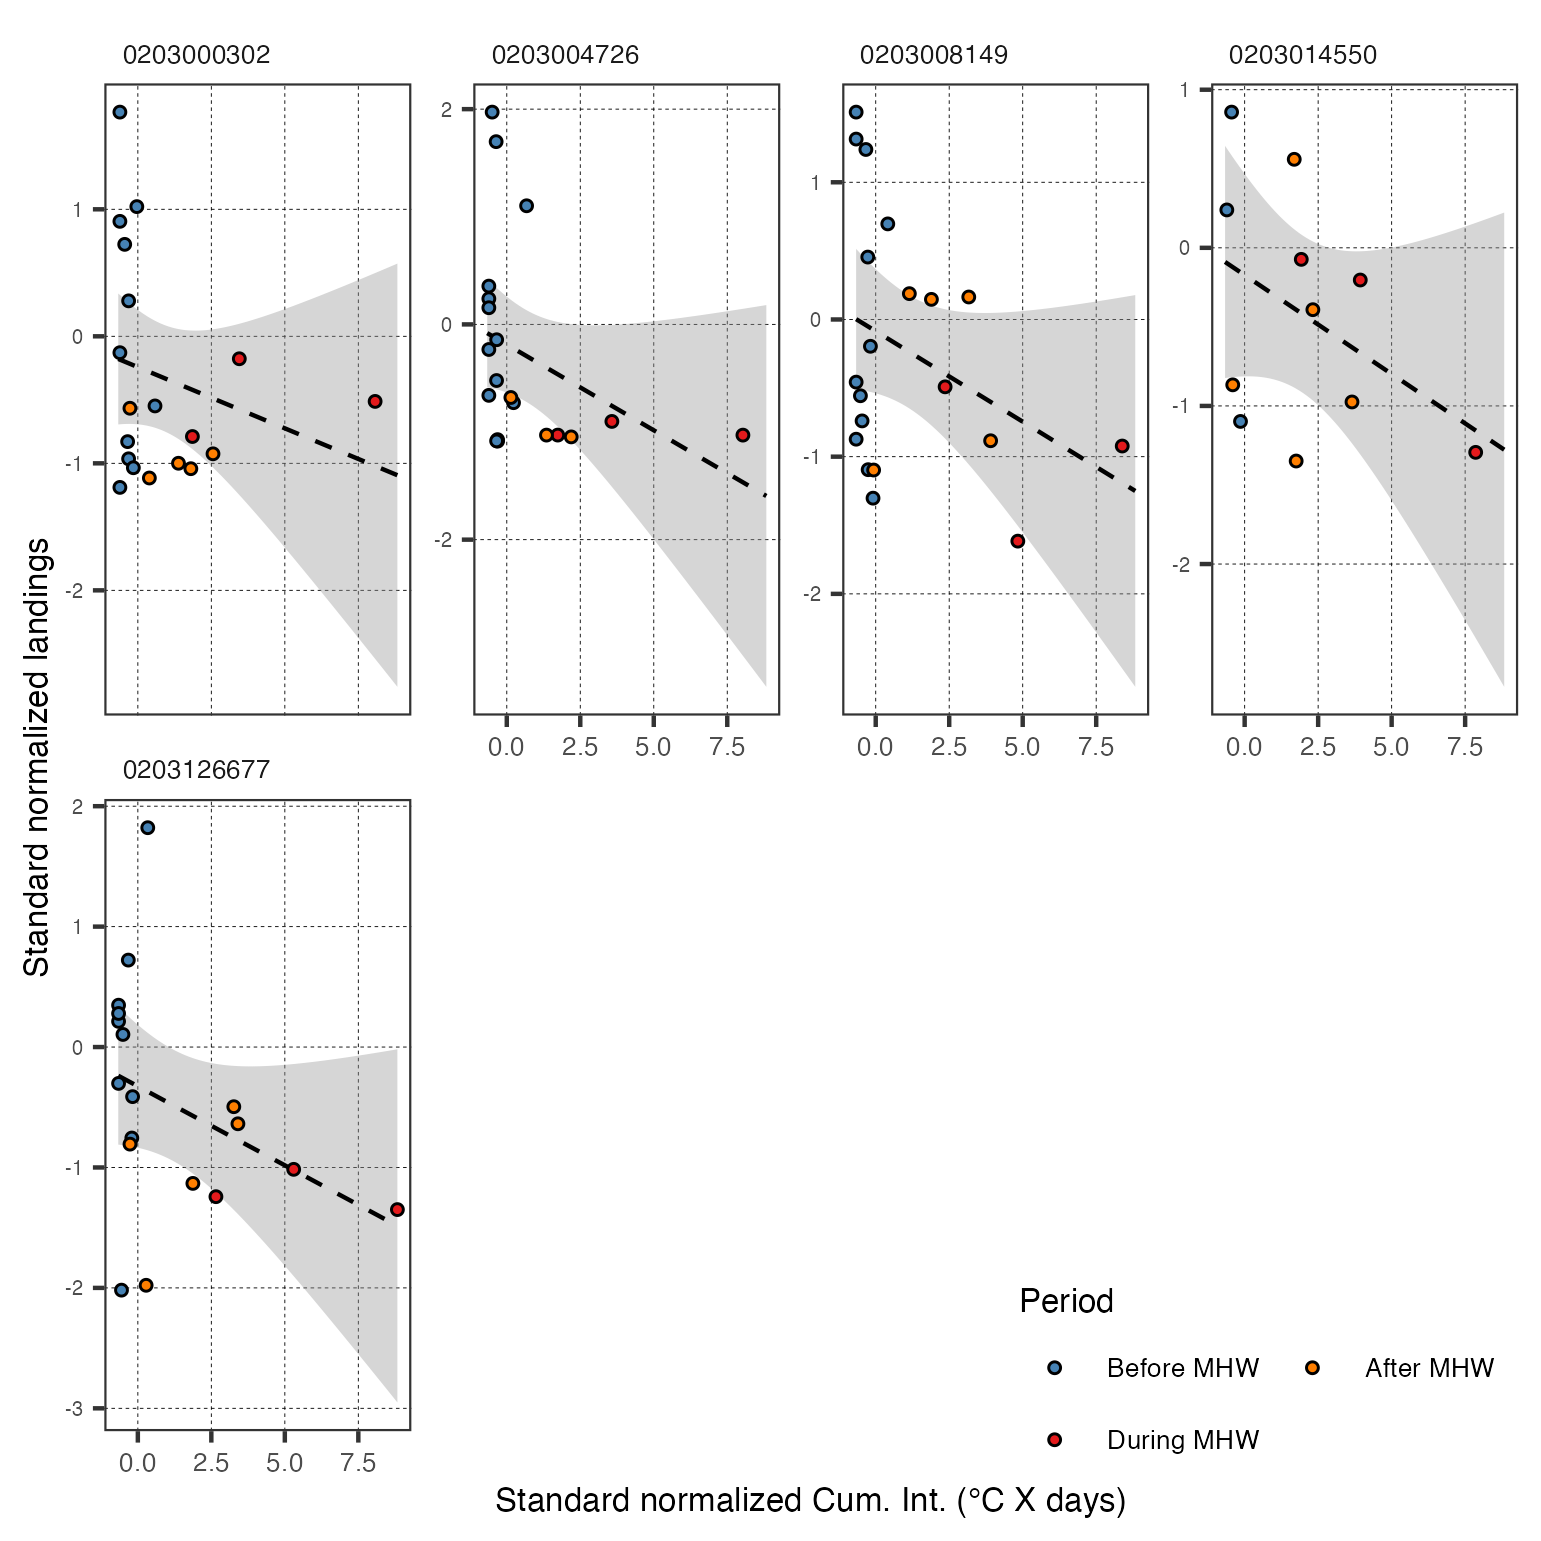 0203000302 0203004726 0203008149 0203014550
1
0
-1
-2
2
0
-2
1
0
-1
-2
1
0
-1
-2
0.0 2.5 5.0 7.5
0.0 2.5 5.0 7.5
0.0 2.5 5.0 7.5
Standard normalized landings
0203126677
2
1
0
-1
-2
-3
0.0 2.5 5.0 7.5
Period
Before MHW After MHW
During MHW
Standard normalized Cum. Int. (°C X days)